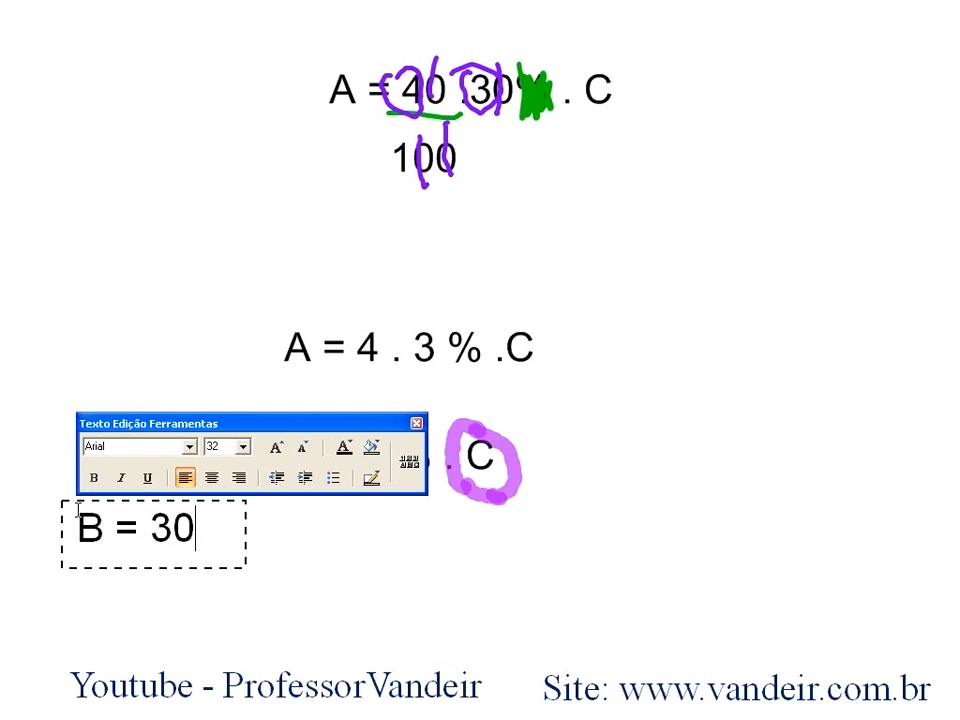 A = 40 .30% . C
100
A = 4 . 3 % .C
Texto Edição Ferramentas
Arial 32
B I U
. C
B = 30
Youtube - ProfessorVandeir
Site: www.vandeir.com.br